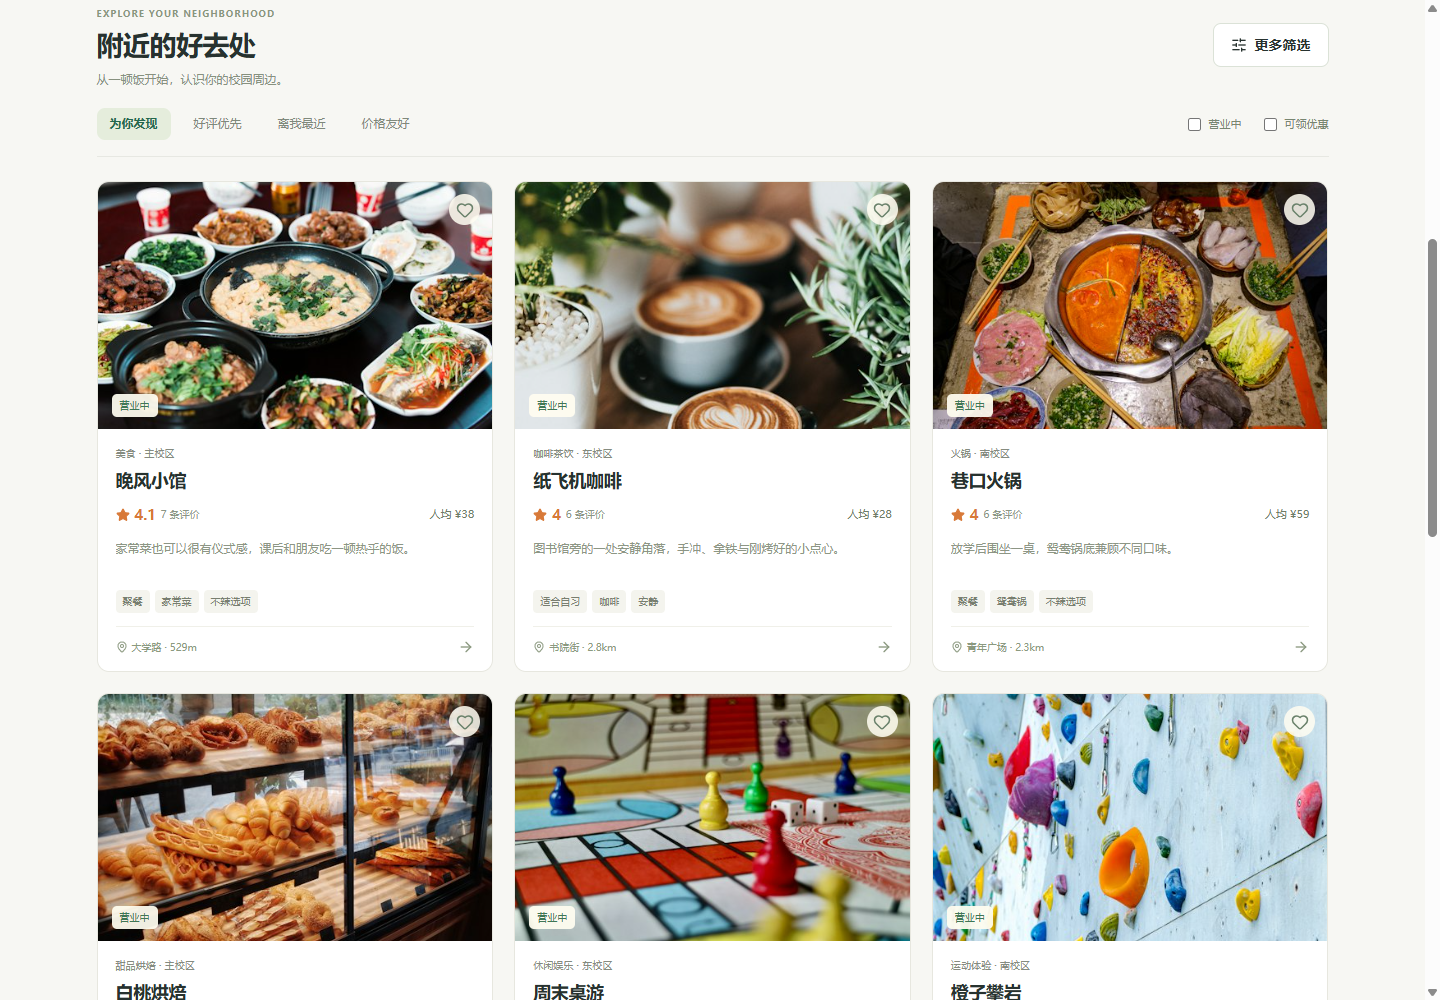 EXPLORE YOUR NEIGHBORHOOD
附近的好去处
更多筛选
从一顿饭开始，认识你的校园周边。
为你发现 好评优先 离我最近 价格友好 营业中 可领优惠
营业中
美食 · 主校区
晚风小馆
4.1 7 条评价 人均 ¥38
家常菜也可以很有仪式感，课后和朋友吃一顿热乎的饭。
聚餐 家常菜 不辣选项
大学路 · 529m
营业中
咖啡茶饮 · 东校区
纸飞机咖啡
4 6 条评价 人均 ¥28
图书馆旁的一处安静角落，手冲、拿铁与刚烤好的小点心。
适合自习 咖啡 安静
书院街 · 2.8km
营业中
火锅 · 南校区
巷口火锅
4 6 条评价 人均 ¥59
放学后围坐一桌，鸳鸯锅底兼顾不同口味。
聚餐 鸳鸯锅 不辣选项
青年广场 · 2.3km
营业中
甜品烘焙 · 主校区
白桃烘焙
营业中
休闲娱乐 · 东校区
周末桌游
营业中
运动体验 · 南校区
橙子攀岩